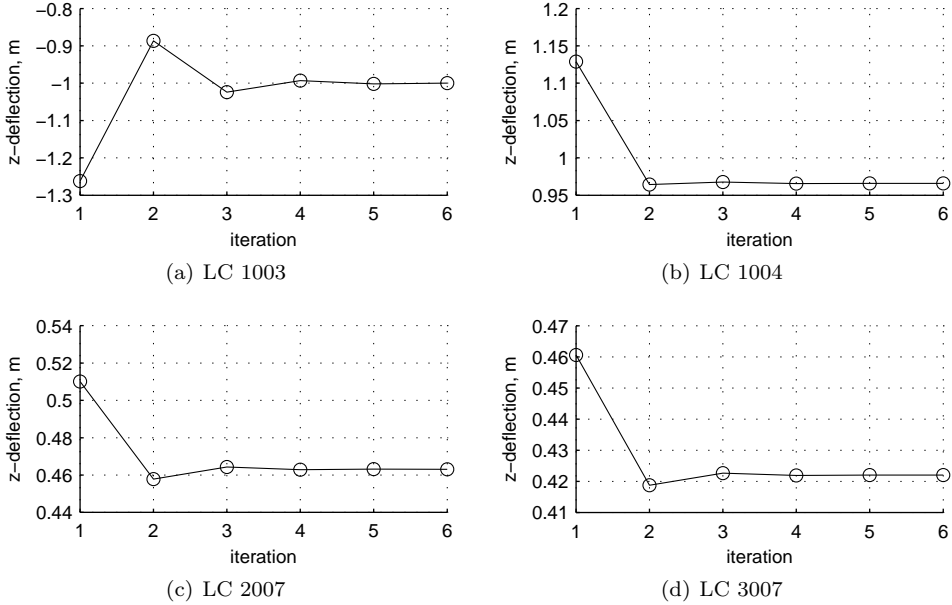 −0.8
−0.9
−1
−1.1
−1.2
−1.3
z−deflection, m
1 2 3 4 5 6
iteration
(a) LC 1003
1.15
1.1
1.05
1
0.95
z−deflection, m
1 2 3 4 5 6
iteration
(b) LC 1004
0.54
0.52
0.5
0.48
0.46
0.44
z−deflection, m
1 2 3 4 5 6
iteration
(c) LC 2007
0.47
0.46
0.45
0.44
0.43
0.42
0.41
z−deflection, m
1 2 3 4 5 6
iteration
(d) LC 3007